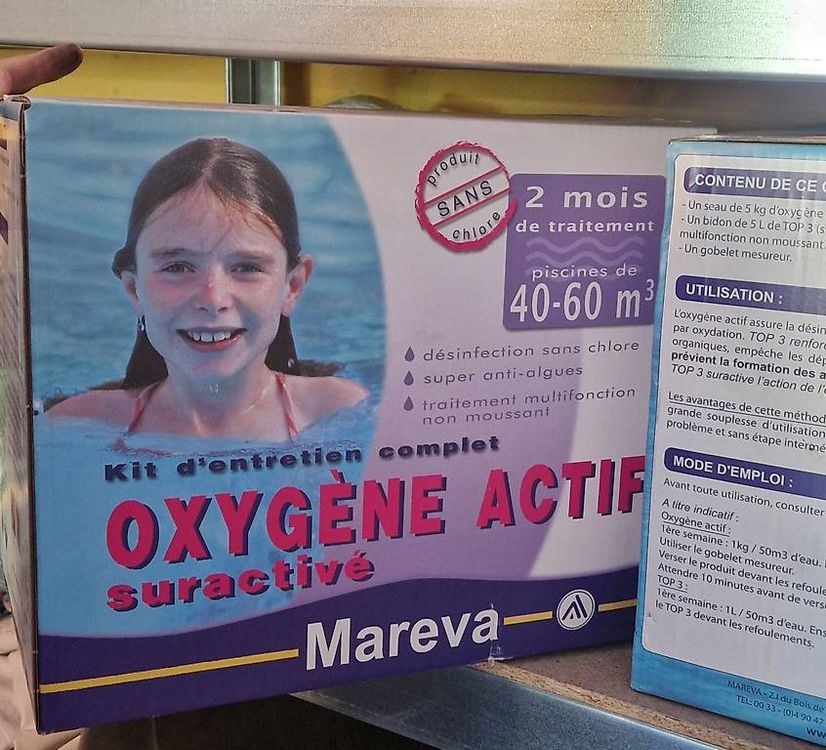 produit
SANS
chlore
2 mois
de traitement
piscines de
40-60 m³
désinfection sans chlore
super anti-algues
traitement multifonction
non moussant
Kit d'entretien complet
OXYGÈNE ACTIF
suractivé
Mareva
CONTENU DE CE
- Un seau de 5 kg d'oxygène
- Un bidon de 5 L de TOP 3 (s
multifonction non moussant.
- Un gobelet mesureur.
UTILISATION :
L'oxygène actif assure la désin
par oxydation. TOP 3 renforc
organiques, empêche les dép
prévient la formation des a
TOP 3 suractive l'action de l'
Les avantages de cette méthod
grande souplesse d'utilisation
problème et sans étape intermé
MODE D'EMPLOI :
Avant toute utilisation, consulter
A titre indicatif :
Oxygène actif :
1ère semaine : 1kg / 50m3 d'eau.
Utiliser le gobelet mesureur.
Verser le produit devant les refoule
Attendre 10 minutes avant de vers
TOP 3 :
1ère semaine : 1L / 50m3 d'eau. Ens
le TOP 3 devant les refoulements.
MAREVA - Z.I du Bois de
TEL: 00 33 - (0)4 90 47
ww